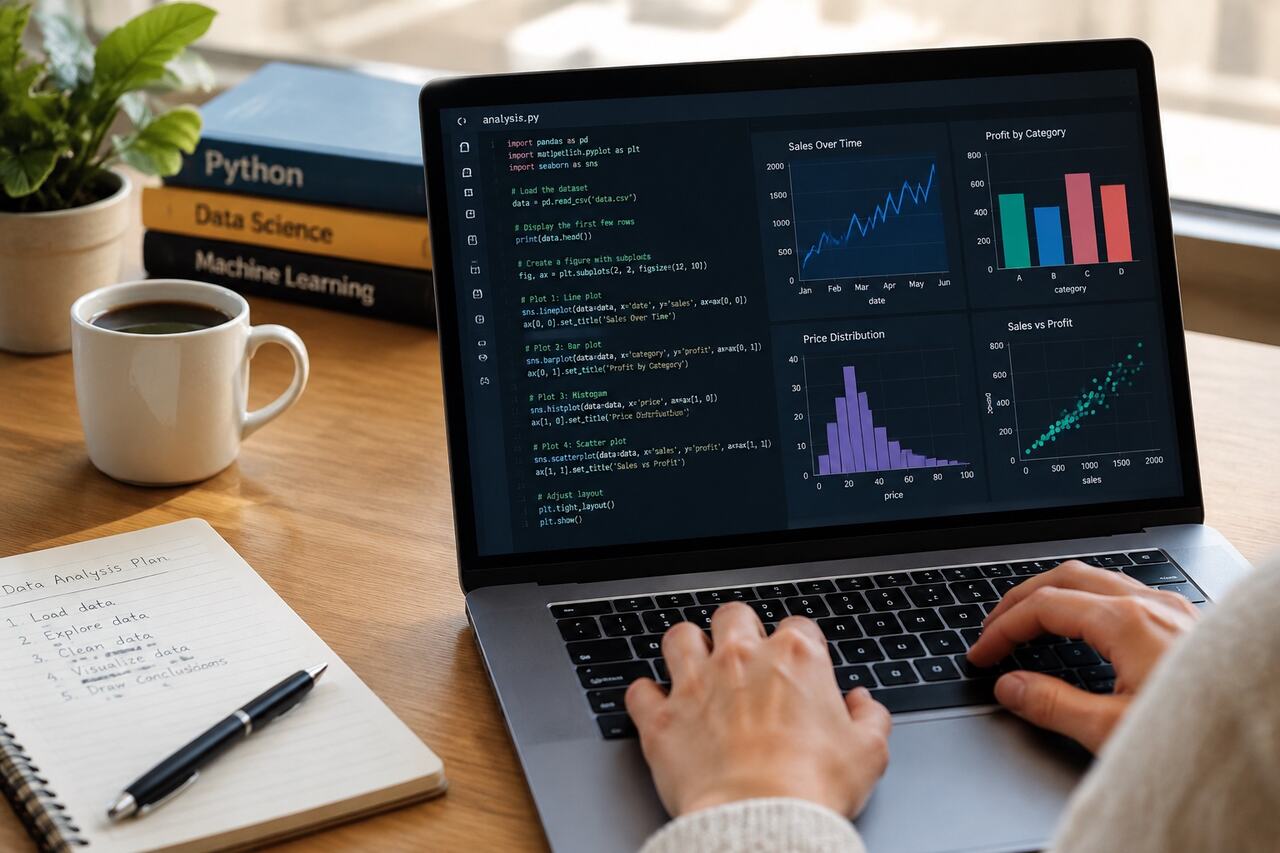 Python
Data Science
Machine Learning
Data Analysis Plan
1. Load data
2. Explore data
3. Clean data
4. Visualize data
5. Draw Conclusions
analysis.py
import pandas as pd
import matlpetlich.pyplot as plt
import seaborn as sns
# Load the dataset
data = pd.read_csv('data.csv')
# Display the first few rows
print(data.head())
# Create a figure with subplots
fig, ax = plt.subplots(2, 2, figsize=(12, 10))
# Plot 1: Line plot
sns.lineplot(data=data, x='date', y='sales', ax=ax[0, 0])
ax[0, 0].set_title('Sales Over Time')
# Plot 2: Bar plot
sns.barplot(data=data, x='category', y='profit', ax=ax[0, 1])
ax[0, 1].set_title('Profit by Category')
# Plot 3: Histogam
sns.histplot(data=data, x='price', ax=ax[1, 0])
ax[1, 0].set_title('Price Distribution')
# Plot 4: Scatter plot
sns.scatterplot(data=data, x='sales', y='profit', ax=ax[1, 1])
ax[1, 1].set_title('Sales vs Profit')
# Adjust layout
plt.tight_layout()
plt.show()
Sales Over Time
2000
1500
1000
500
0
Jan Feb Mar Apr May Jun
date
Profit by Category
800
600
400
200
0
A B C D
category
Price Distribution
40
30
20
10
0
0 20 40 60 80 100
price
Sales vs Profit
800
600
400
200
0
0 500 1000 1500 2000
sales